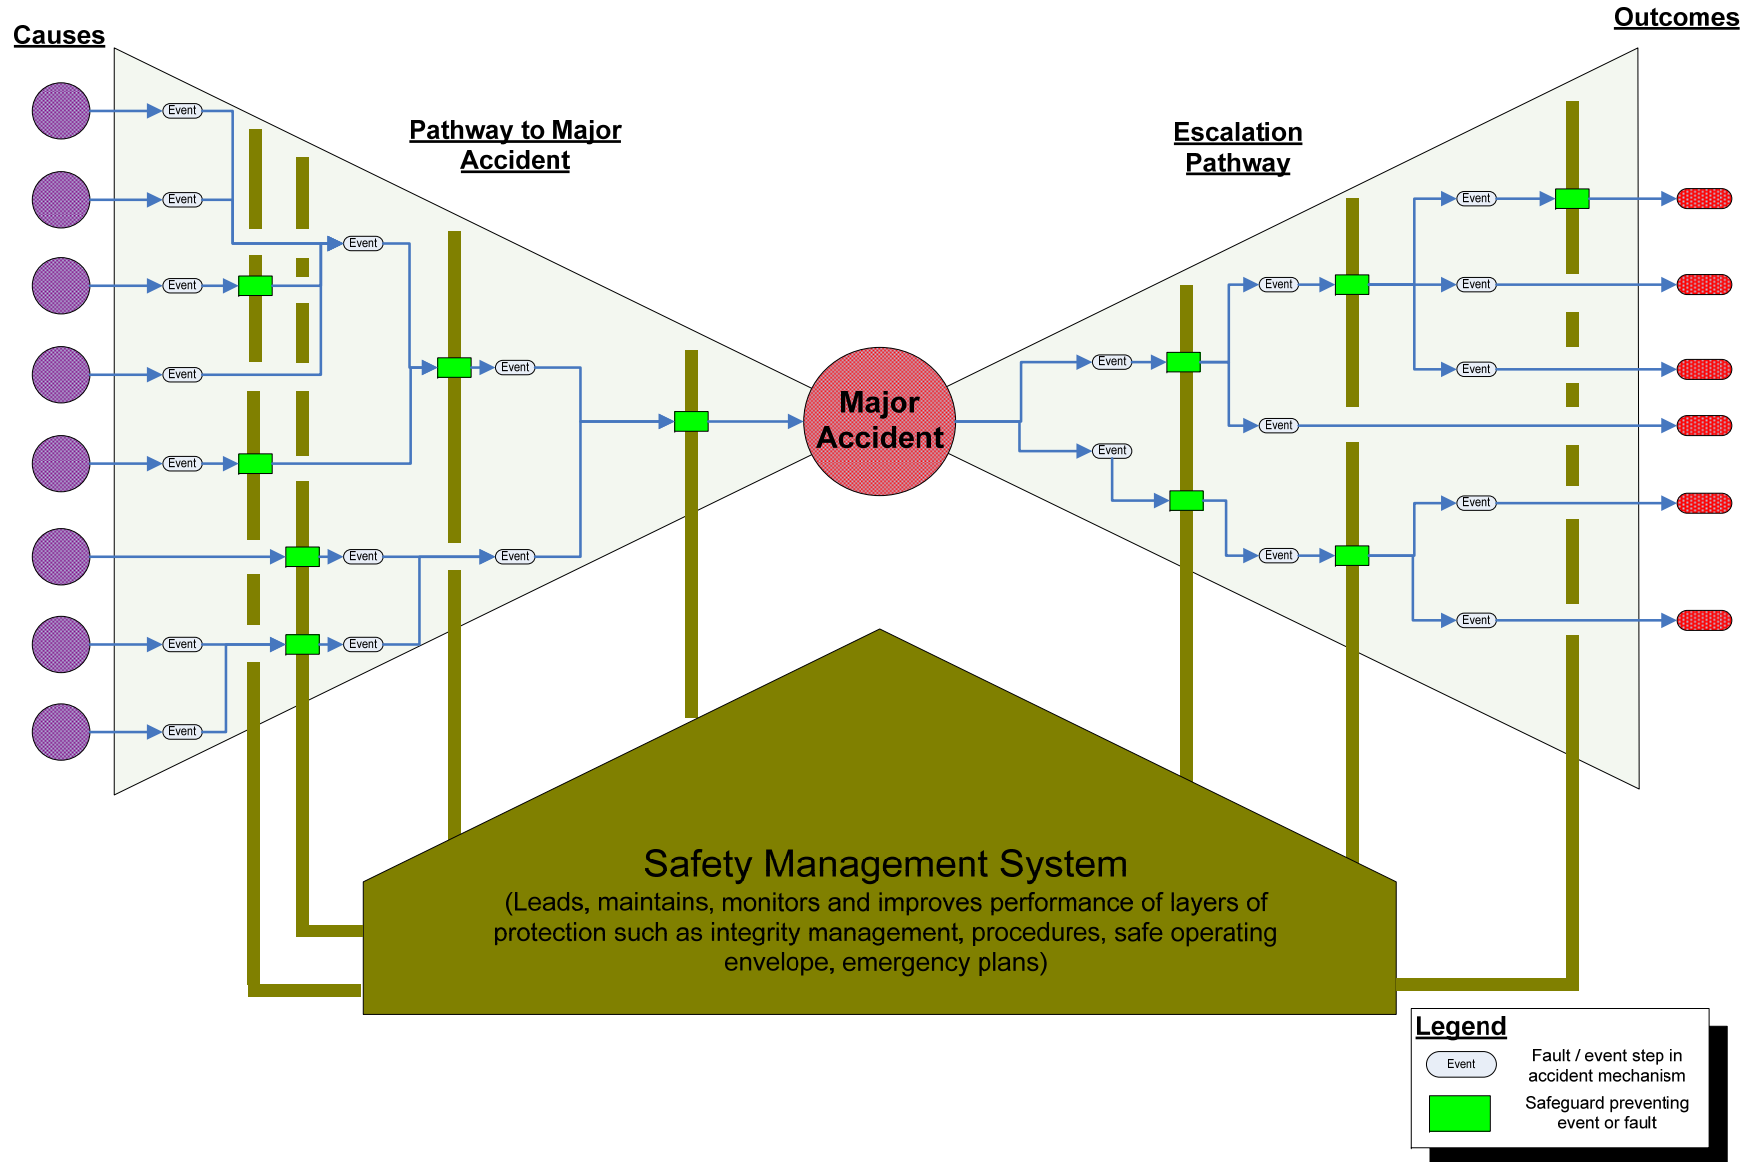 Causes
Outcomes
Pathway to Major
Accident
Escalation
Pathway
Event
Event
Event
Event
Event
Event
Event
Event
Event
Event
Event
Event
Event
Major
Accident
Event
Event
Event
Event
Event
Event
Event
Event
Event
Event
Safety Management System
(Leads, maintains, monitors and improves performance of layers of
protection such as integrity management, procedures, safe operating
envelope, emergency plans)
Legend
Event
Fault / event step in
accident mechanism
Safeguard preventing
event or fault